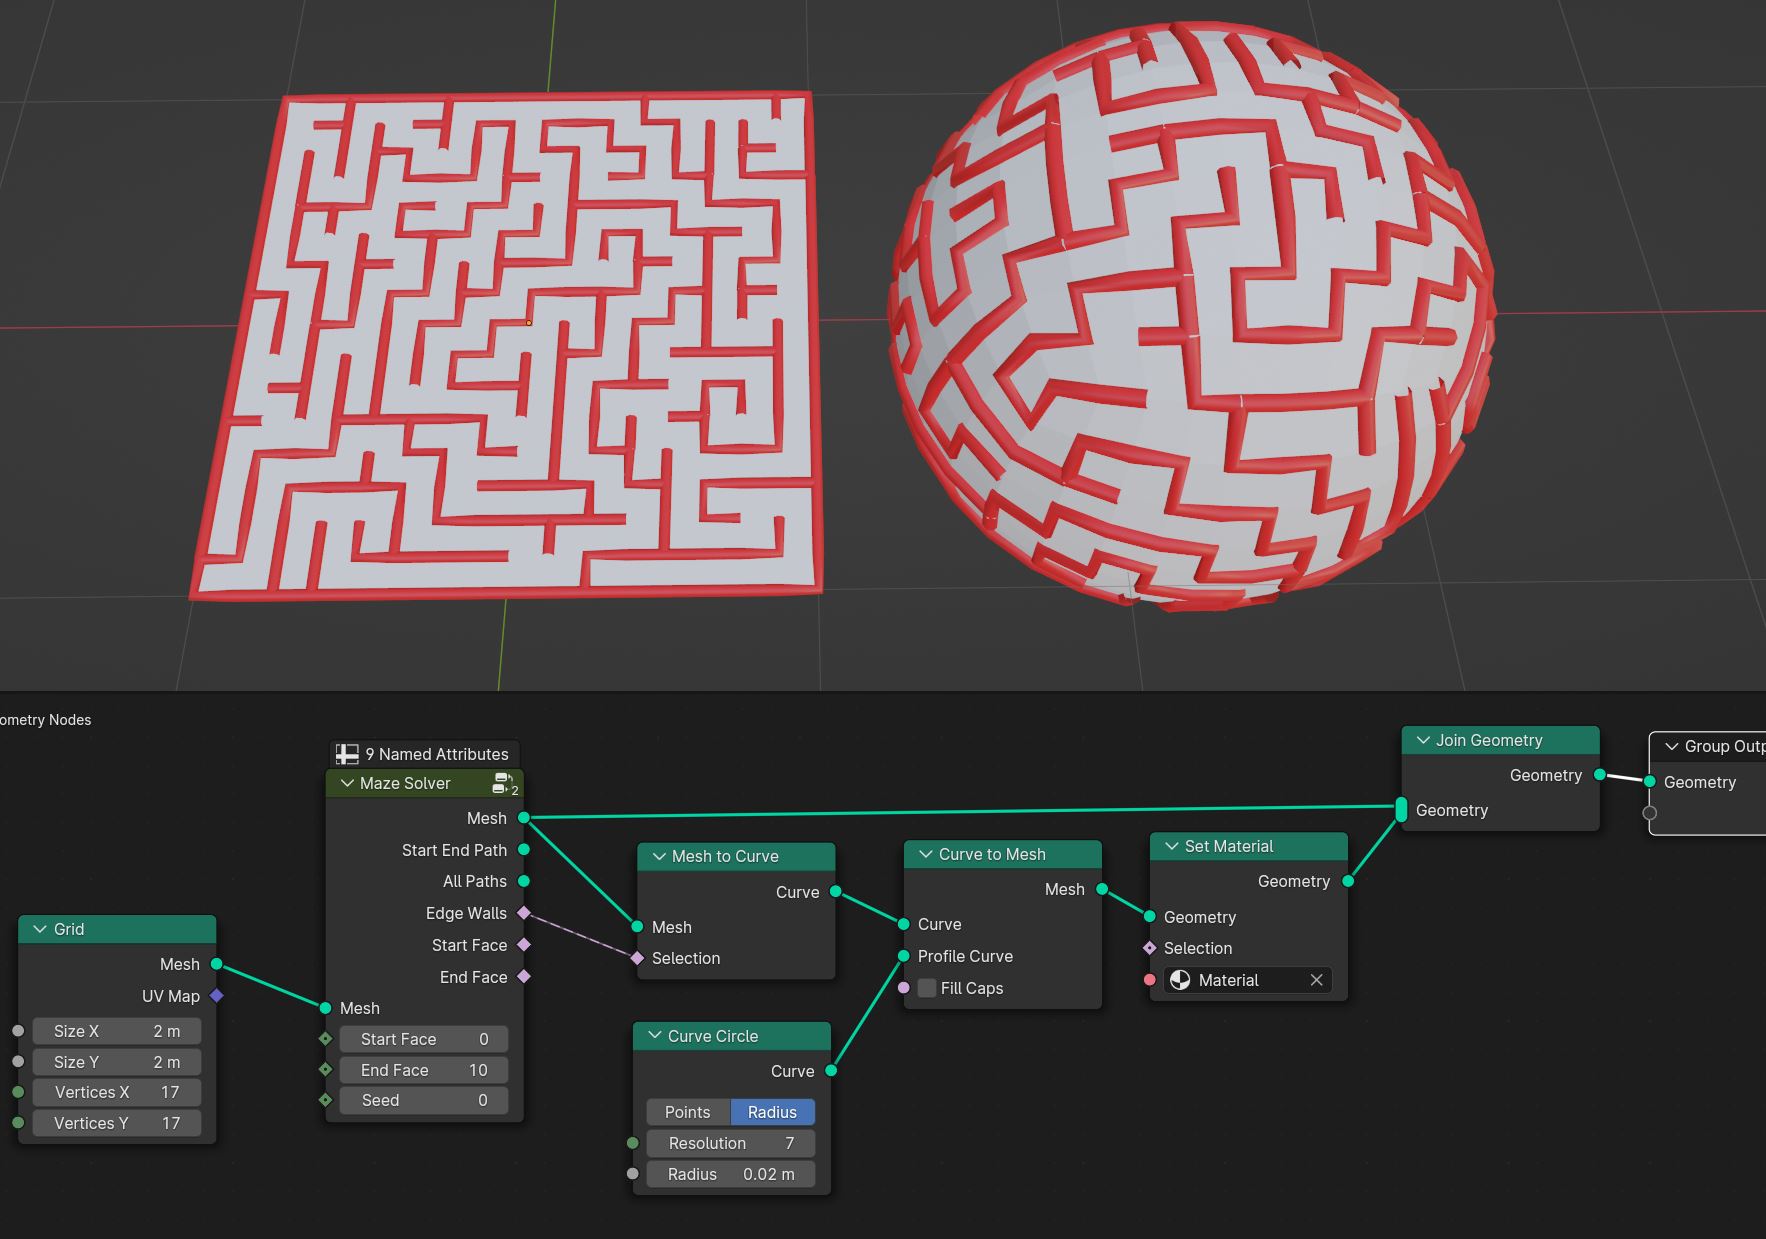 ometry Nodes
9 Named Attributes
Maze Solver
2
Mesh
Start End Path
All Paths
Edge Walls
Start Face
End Face
Mesh
Start Face 0
End Face 10
Seed 0
Grid
Mesh
UV Map
Size X 2 m
Size Y 2 m
Vertices X 17
Vertices Y 17
Mesh to Curve
Curve
Mesh
Selection
Curve Circle
Curve
Points Radius
Resolution 7
Radius 0.02 m
Curve to Mesh
Mesh
Curve
Profile Curve
Fill Caps
Set Material
Geometry
Geometry
Selection
Material
Join Geometry
Geometry
Geometry
Group Outp
Geometry